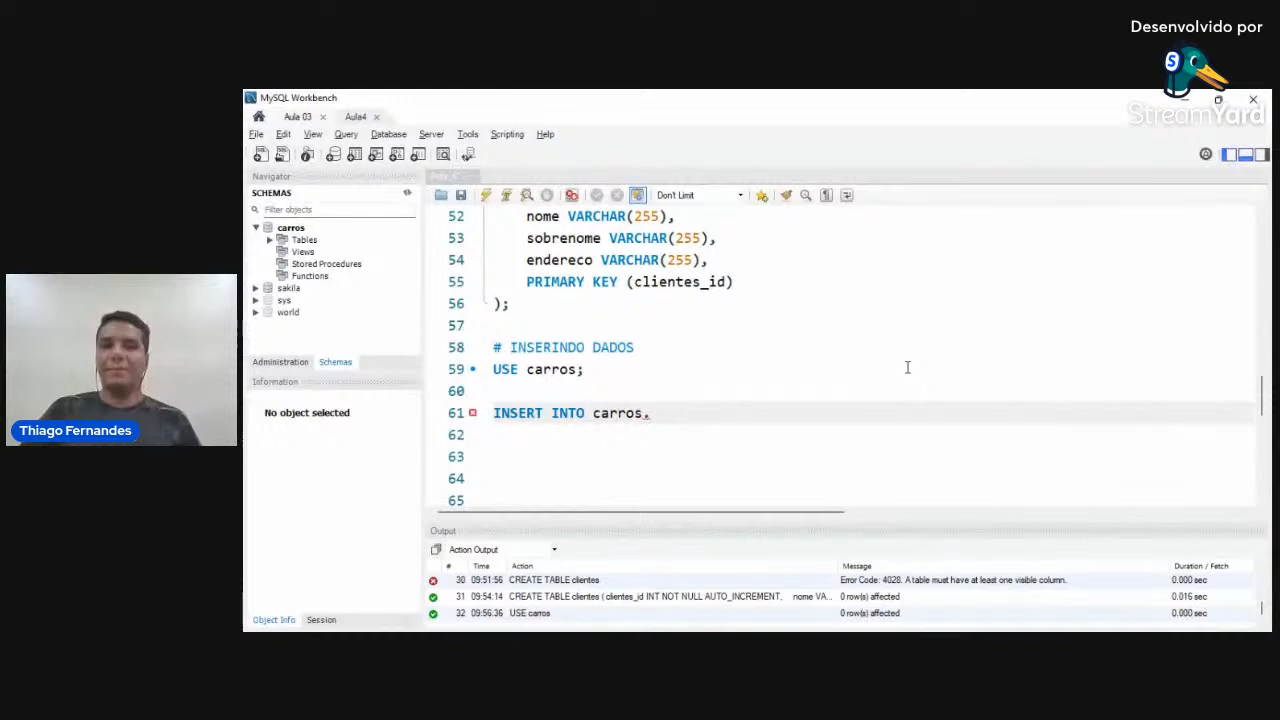 Desenvolvido por
StreamYard
MySQL Workbench
Aula 03
Aula4
File Edit View Query Database Server Tools Scripting Help
Navigator
SCHEMAS
Filter objects
carros
Tables
Views
Stored Procedures
Functions
sakila
sys
world
Administration Schemas
Information
No object selected
Object Info Session
Don't Limit
52 nome VARCHAR(255),
53 sobrenome VARCHAR(255),
54 endereco VARCHAR(255),
55 PRIMARY KEY (clientes_id)
56 );
57
58 # INSERINDO DADOS
59 USE carros;
60
61 INSERT INTO carros.
62
63
64
65
Output
Action Output
# Time Action Message Duration / Fetch
30 09:51:56 CREATE TABLE clientes Error Code: 4028. A table must have at least one visible column. 0.000 sec
31 09:54:14 CREATE TABLE clientes ( clientes_id INT NOT NULL AUTO_INCREMENT, nome VA... 0 row(s) affected 0.016 sec
32 09:56:36 USE carros 0 row(s) affected 0.000 sec
Thiago Fernandes